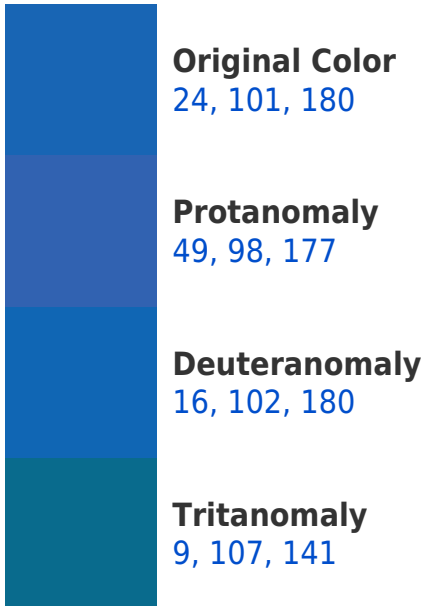 Original Color
24, 101, 180
Protanomaly
49, 98, 177
Deuteranomaly
16, 102, 180
Tritanomaly
9, 107, 141